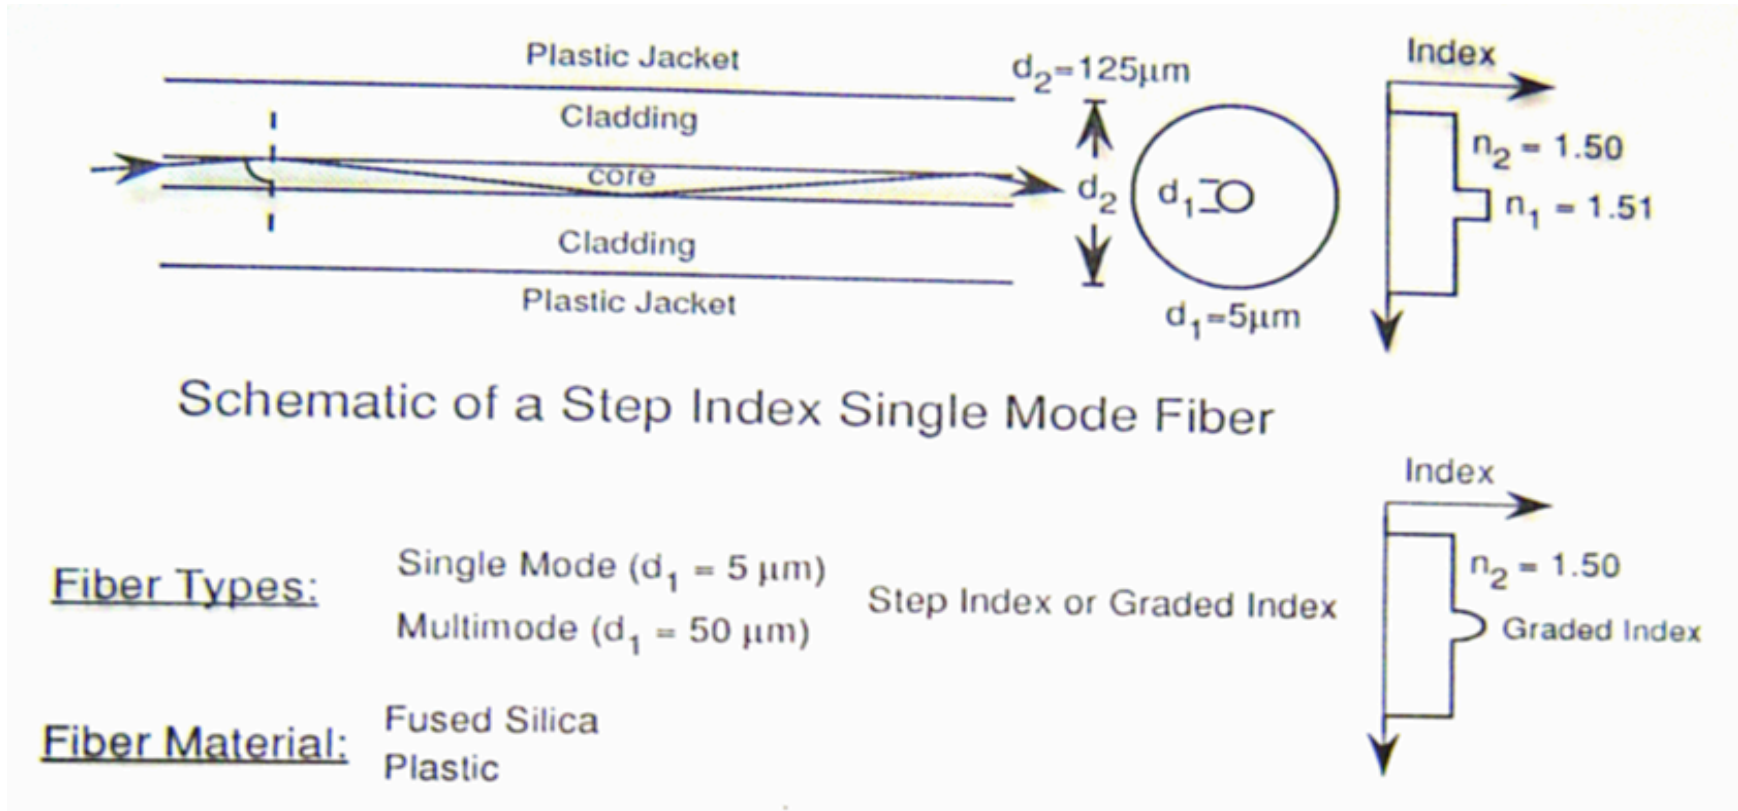 Plastic Jacket
Cladding
core
Cladding
Plastic Jacket
d₂=125μm
d₂
d₁
d₁=5μm
Index
n₂ = 1.50
n₁ = 1.51
Schematic of a Step Index Single Mode Fiber
Fiber Types:
Single Mode (d₁ = 5 μm)
Multimode (d₁ = 50 μm)
Step Index or Graded Index
Index
n₂ = 1.50
Graded Index
Fiber Material:
Fused Silica
Plastic